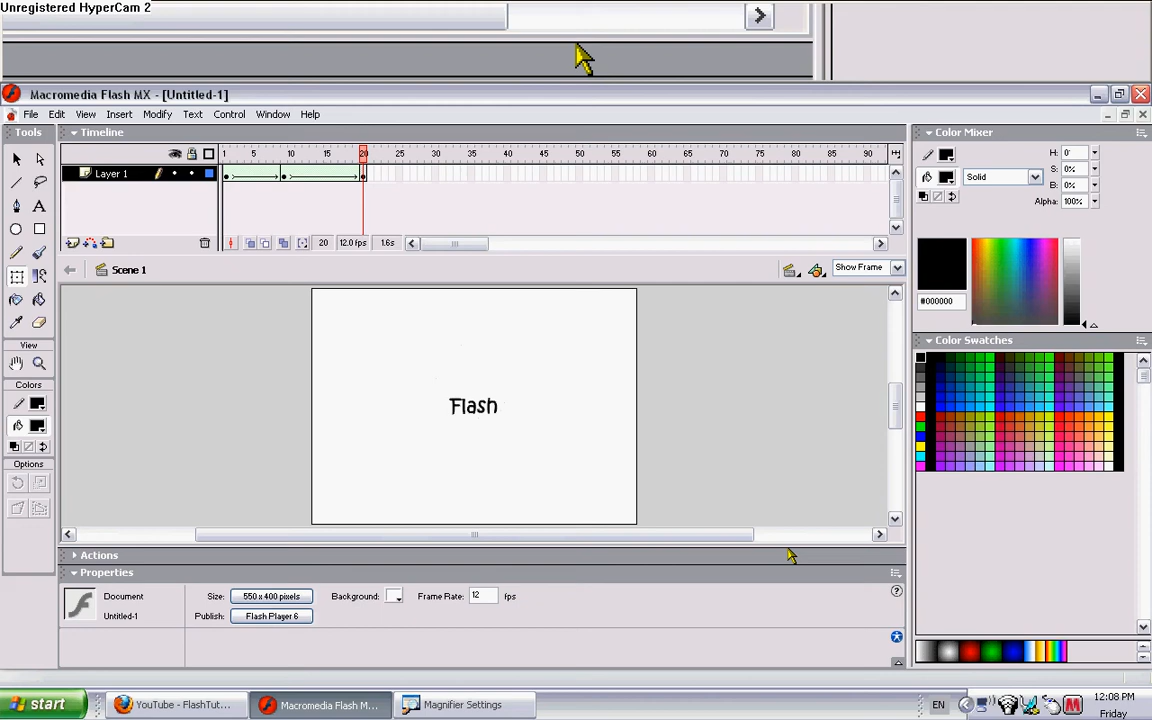 Unregistered HyperCam 2
Macromedia Flash MX - [Untitled-1]
File Edit View Insert Modify Text Control Window Help
Tools
Timeline
Color Mixer
1 5 10 15 20 25 30 35 40 45 50 55 60 65 70 75 80 85 90
Layer 1
H: 0°
Solid
S: 0%
B: 0%
Alpha: 100%
20 12.0 fps 1.6s
Scene 1
Show Frame
#000000
Color Swatches
View
Colors
Options
Flash
Actions
Properties
Document
Size: 550 x 400 pixels
Background:
Frame Rate: 12 fps
Untitled-1
Publish: Flash Player 6
start
YouTube - FlashTut...
Macromedia Flash M...
Magnifier Settings
EN
12:08 PM
Friday